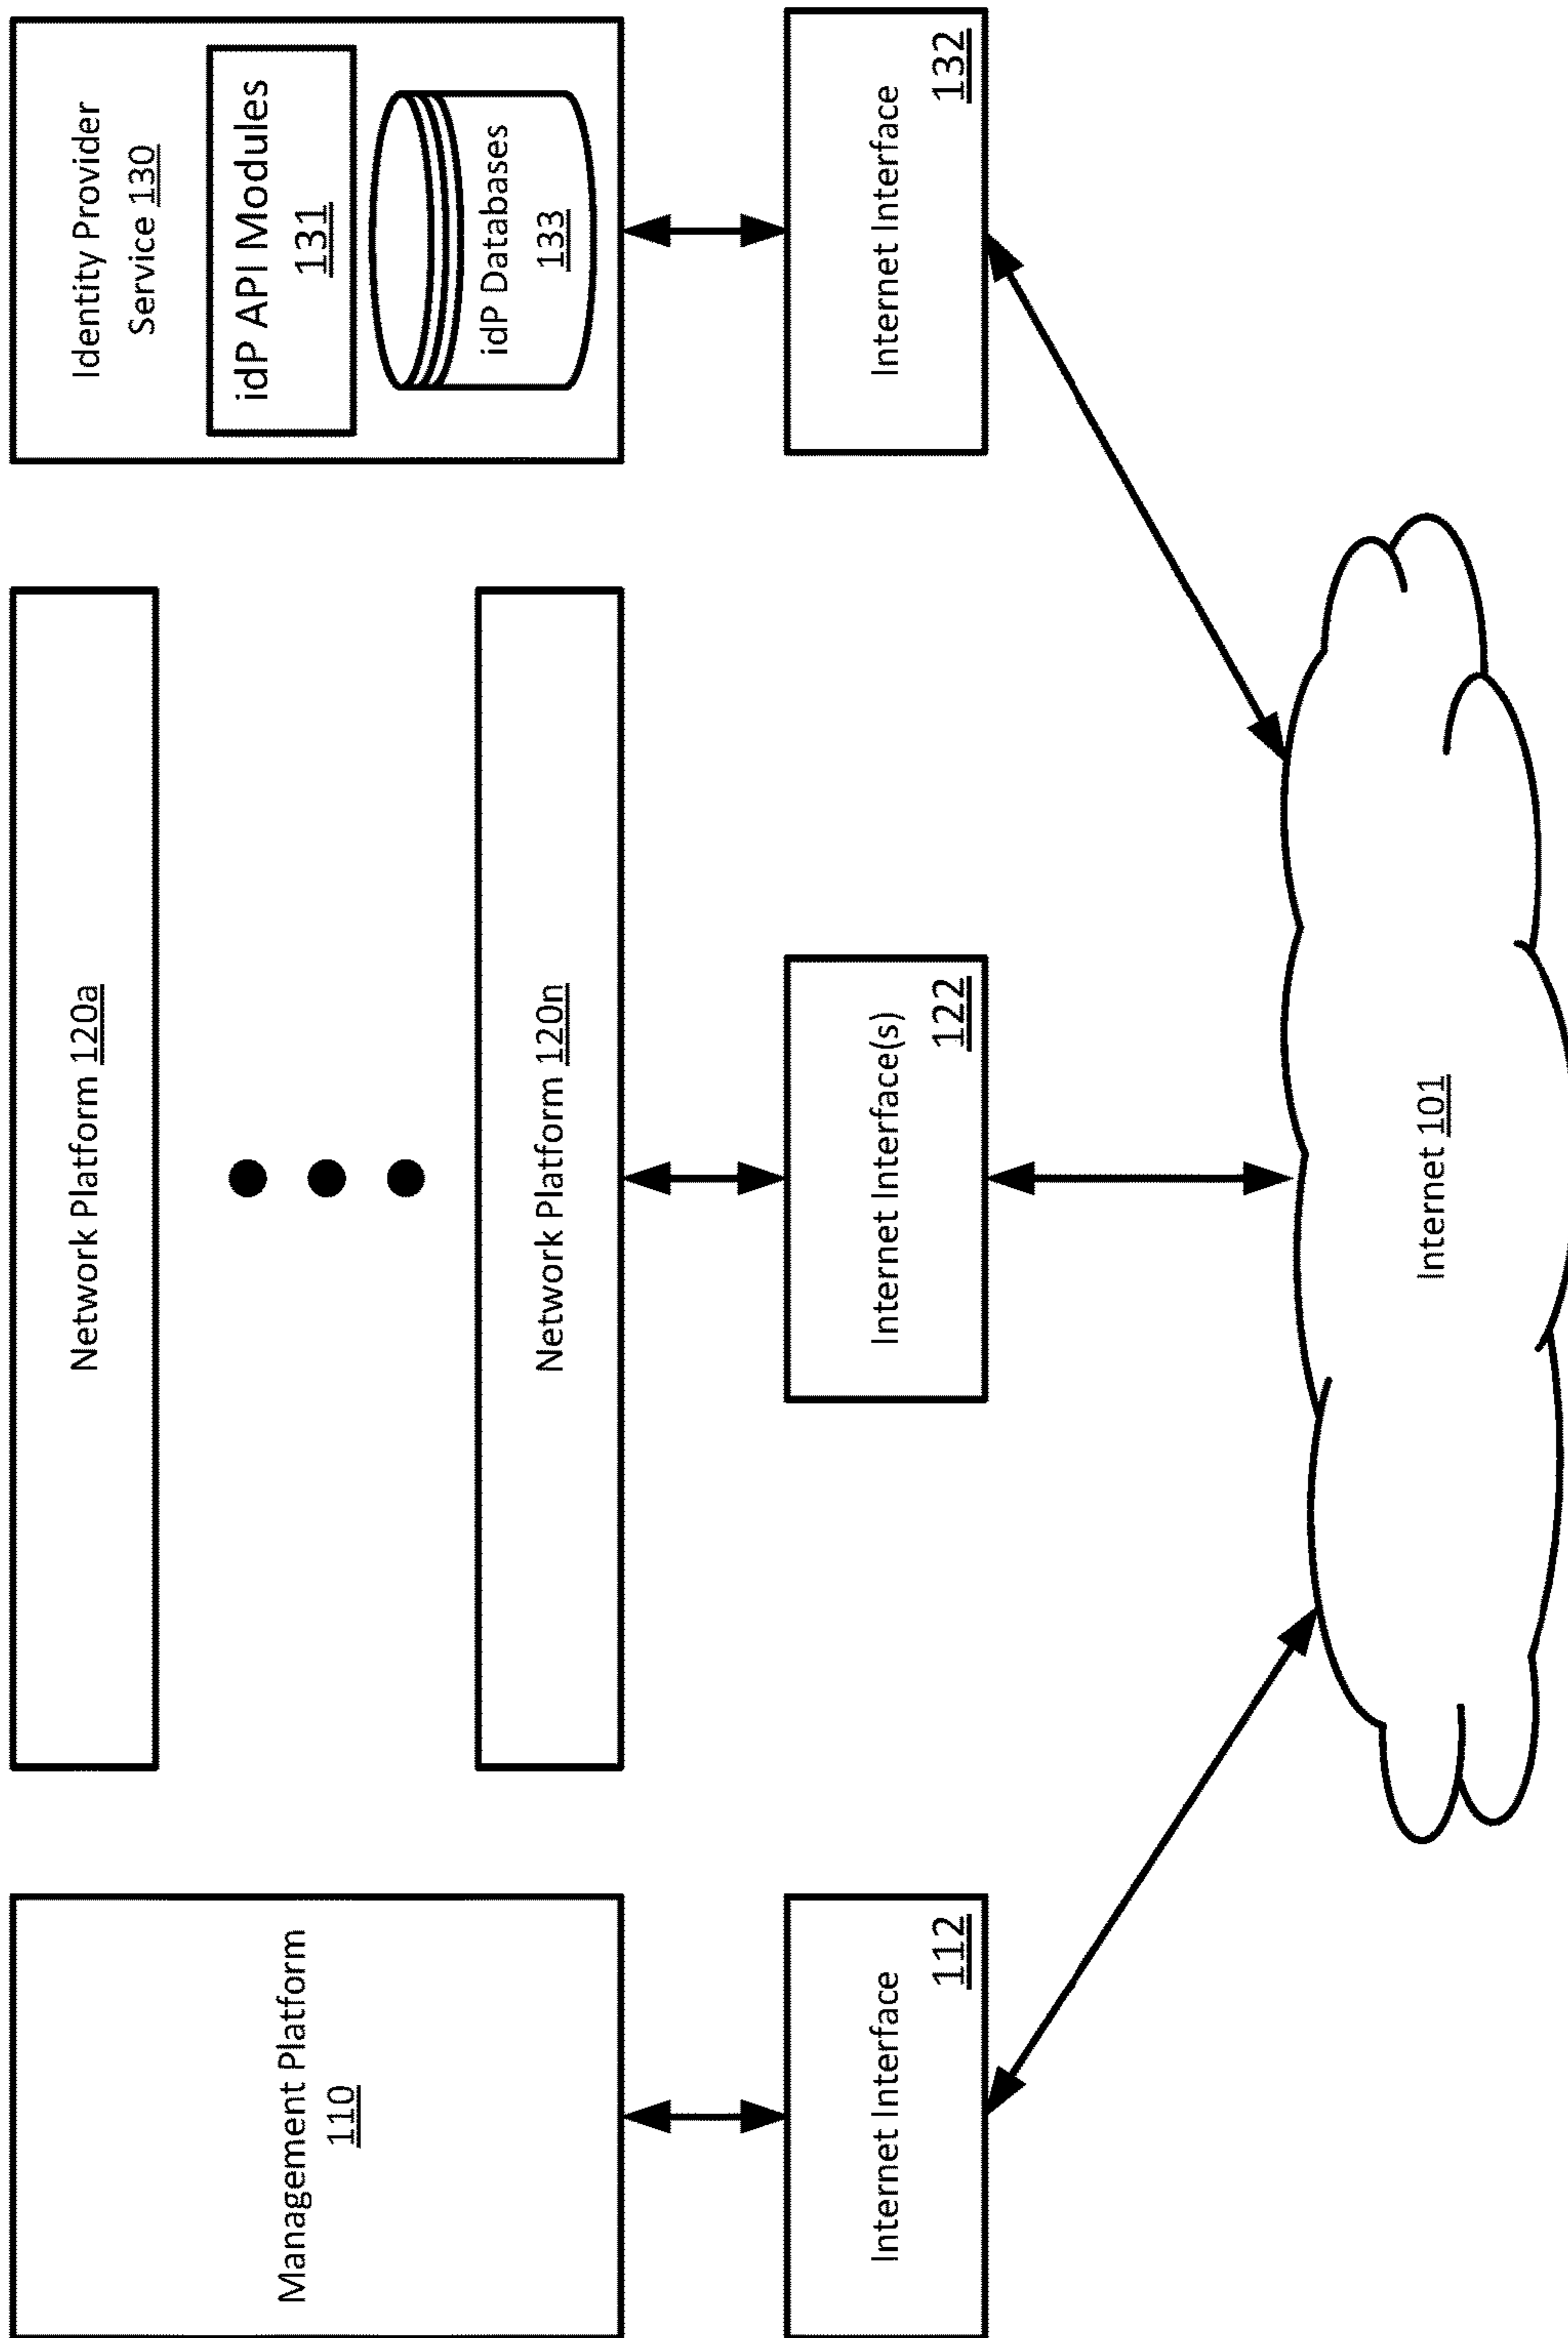 Management Platform
110
Network Platform 120a
Network Platform 120n
Identity Provider
Service 130
idP API Modules
131
idP Databases
133
Internet Interface
112
Internet Interface(s)
122
Internet Interface
132
Internet 101